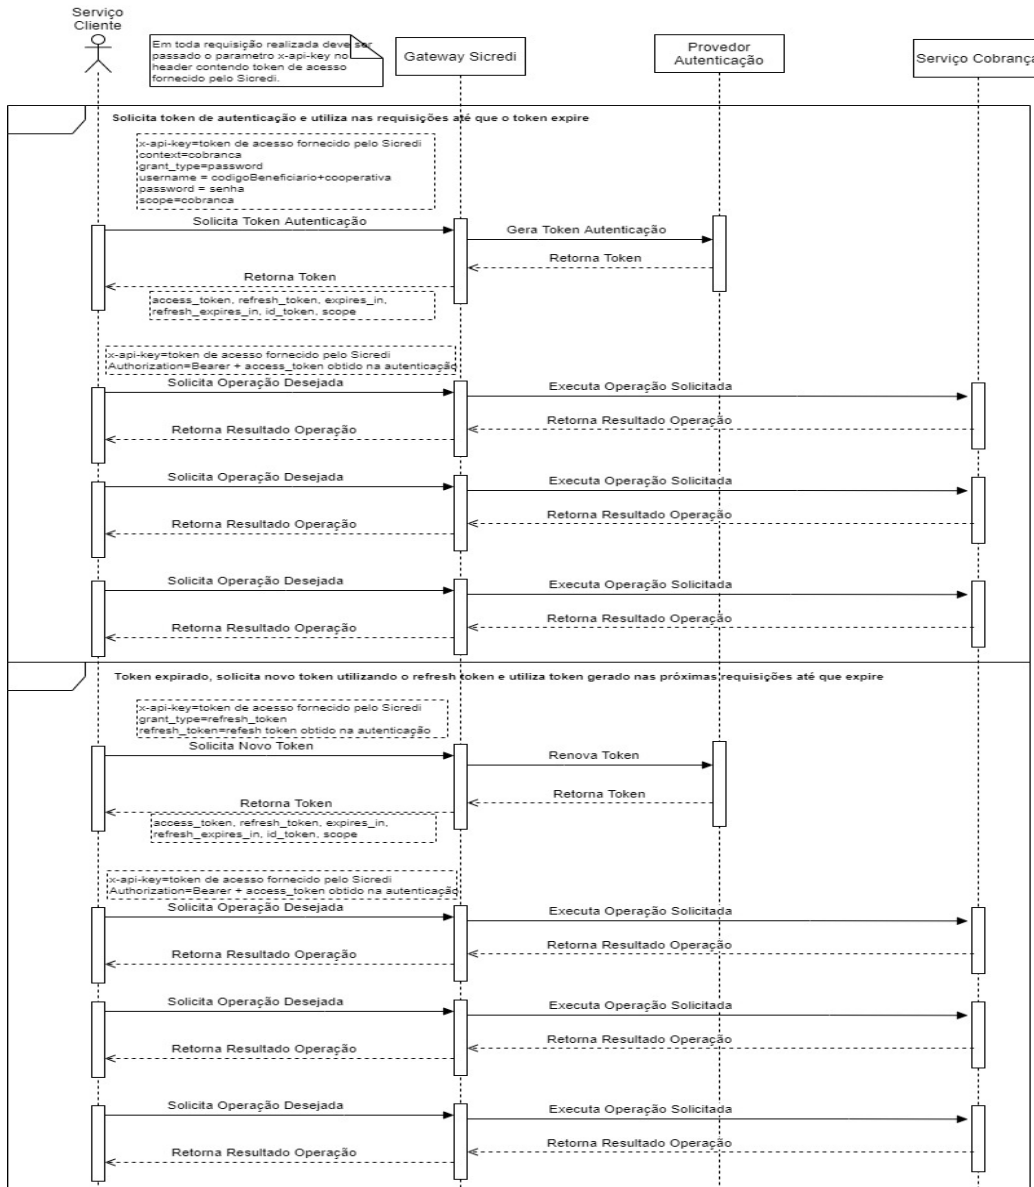 Serviço
Cliente
Em toda requisição realizada deve ser
passado o parametro x-api-key no
header contendo token de acesso
fornecido pelo Sicredi.
Gateway Sicredi
Provedor
Autenticação
Serviço Cobrança
Solicita token de autenticação e utiliza nas requisições até que o token expire
x-api-key=token de acesso fornecido pelo Sicredi
context=cobranca
grant_type=password
username = codigoBeneficiario+cooperativa
password = senha
scope=cobranca
Solicita Token Autenticação
Gera Token Autenticação
Retorna Token
Retorna Token
access_token, refresh_token, expires_in,
refresh_expires_in, id_token, scope
x-api-key=token de acesso fornecido pelo Sicredi
Authorization=Bearer + access_token obtido na autenticação
Solicita Operação Desejada
Executa Operação Solicitada
Retorna Resultado Operação
Retorna Resultado Operação
Solicita Operação Desejada
Executa Operação Solicitada
Retorna Resultado Operação
Retorna Resultado Operação
Solicita Operação Desejada
Executa Operação Solicitada
Retorna Resultado Operação
Retorna Resultado Operação
Token expirado, solicita novo token utilizando o refresh token e utiliza token gerado nas próximas requisições até que expire
x-api-key=token de acesso fornecido pelo Sicredi
grant_type=refresh_token
refresh_token=refesh token obtido na autenticação
Solicita Novo Token
Renova Token
Retorna Token
Retorna Token
access_token, refresh_token, expires_in,
refresh_expires_in, id_token, scope
x-api-key=token de acesso fornecido pelo Sicredi
Authorization=Bearer + access_token obtido na autenticação
Solicita Operação Desejada
Executa Operação Solicitada
Retorna Resultado Operação
Retorna Resultado Operação
Solicita Operação Desejada
Executa Operação Solicitada
Retorna Resultado Operação
Retorna Resultado Operação
Solicita Operação Desejada
Executa Operação Solicitada
Retorna Resultado Operação
Retorna Resultado Operação